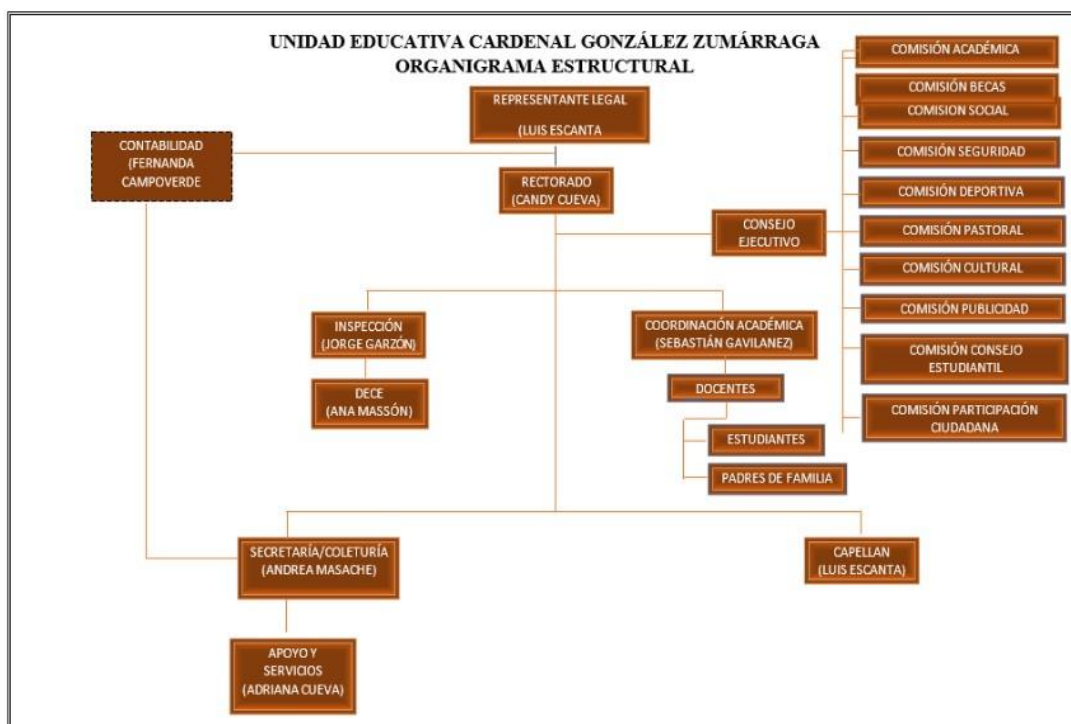 UNIDAD EDUCATIVA CARDENAL GONZÁLEZ ZUMÁRRAGA
ORGANIGRAMA ESTRUCTURAL
REPRESENTANTE LEGAL
(LUIS ESCANTA
CONTABILIDAD
(FERNANDA
CAMPOVERDE
RECTORADO
(CANDY CUEVA)
CONSEJO
EJECUTIVO
COMISIÓN ACADÉMICA
COMISIÓN BECAS
COMISION SOCIAL
COMISIÓN SEGURIDAD
COMISIÓN DEPORTIVA
COMISIÓN PASTORAL
COMISIÓN CULTURAL
COMISIÓN PUBLICIDAD
COMISIÓN CONSEJO
ESTUDIANTIL
COMISIÓN PARTICIPACIÓN
CIUDADANA
INSPECCIÓN
(JORGE GARZÓN)
DECE
(ANA MASSÓN)
COORDINACIÓN ACADÉMICA
(SEBASTIÁN GAVILANEZ)
DOCENTES
ESTUDIANTES
PADRES DE FAMILIA
SECRETARÍA/COLETURÍA
(ANDREA MASACHE)
CAPELLAN
(LUIS ESCANTA)
APOYO Y
SERVICIOS
(ADRIANA CUEVA)